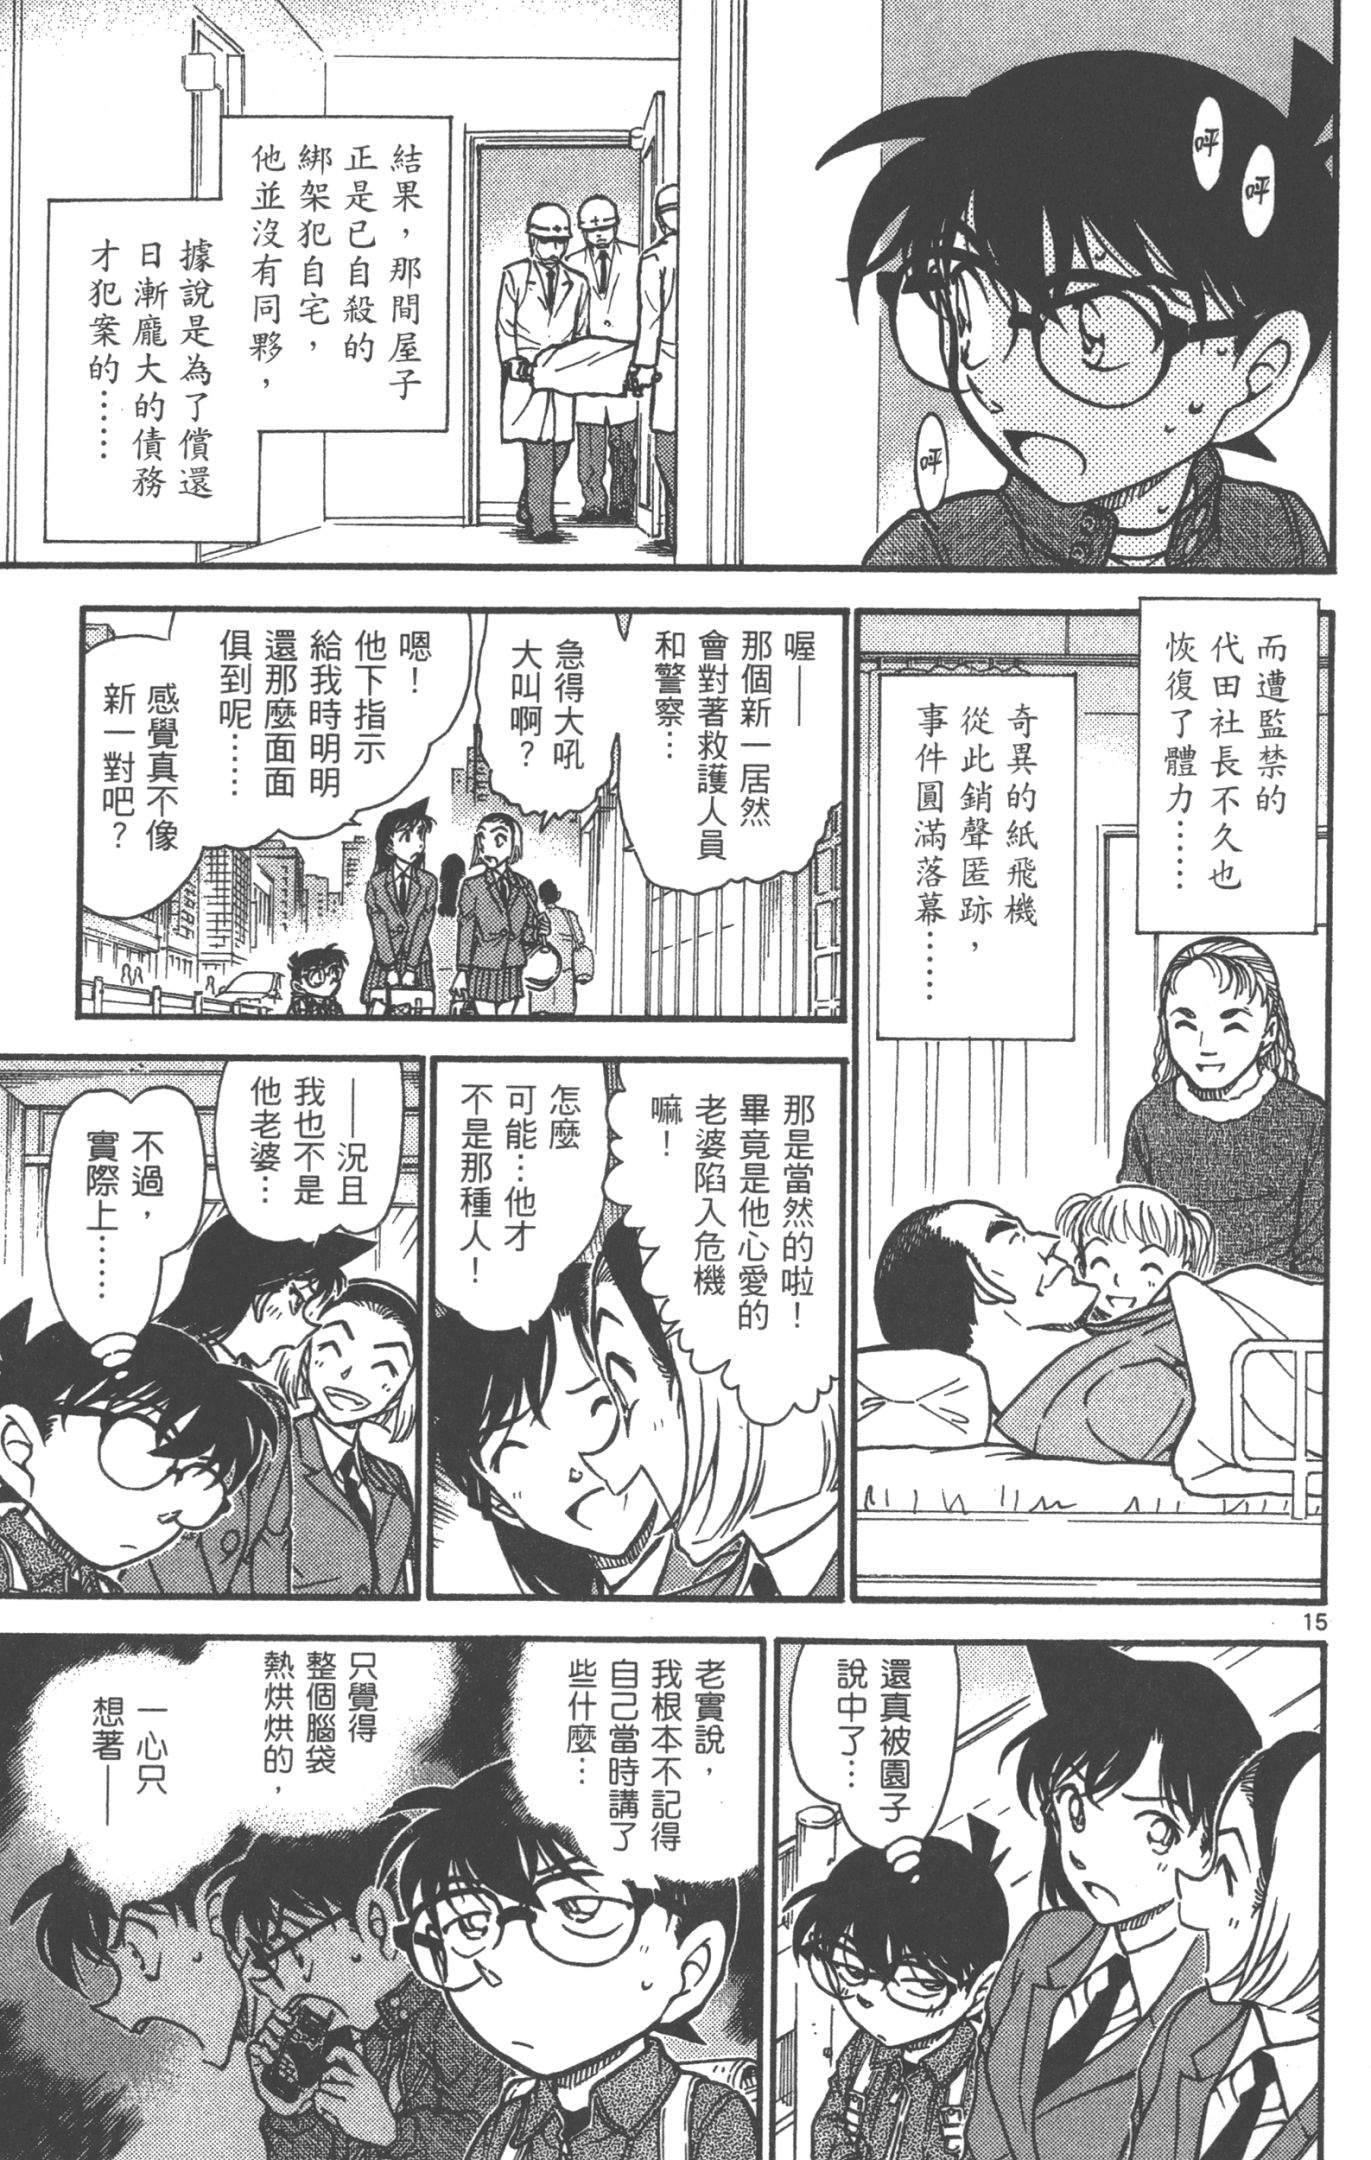 呼
呼
呼
結果，那間屋子
正是已自殺的
綁架犯自宅，
他並沒有同夥，
據說是為了償還
日漸龐大的債務
才犯案的……
而遭監禁的
代田社長不久也
恢復了體力……
奇異的紙飛機
從此銷聲匿跡，
事件圓滿落幕……
喔——
那個新一居然
會對著救護人員
和警察…
急得大吼
大叫啊？
嗯！
他下指示
給我時明明
還那麼面面
俱到呢……
感覺真不像
新一對吧？
那是當然的啦！
畢竟是他心愛的
老婆陷入危機
嘛！
怎麼
可能…他才
不是那種人！
——況且
我也不是
他老婆…
不過，
實際上……
15
還真被園子
說中了…
老實說，
我根本不記得
自己當時講了
些什麼…
只覺得
整個腦袋
熱烘烘的，
一心只
想著——